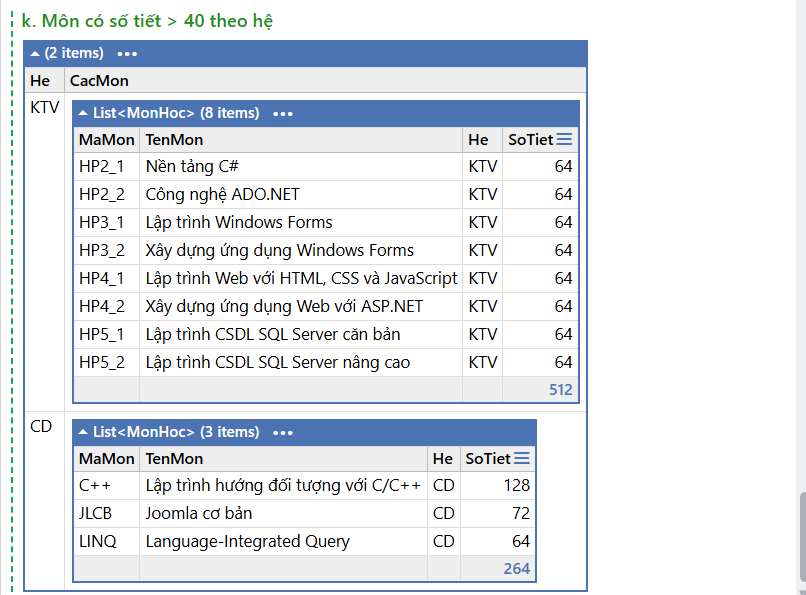 k. Môn có số tiết > 40 theo hệ
(2 items) •••
He CacMon
KTV
List<MonHoc> (8 items) •••
MaMon TenMon He SoTiet
HP2_1 Nền tảng C# KTV 64
HP2_2 Công nghệ ADO.NET KTV 64
HP3_1 Lập trình Windows Forms KTV 64
HP3_2 Xây dựng ứng dụng Windows Forms KTV 64
HP4_1 Lập trình Web với HTML, CSS và JavaScript KTV 64
HP4_2 Xây dựng ứng dụng Web với ASP.NET KTV 64
HP5_1 Lập trình CSDL SQL Server căn bản KTV 64
HP5_2 Lập trình CSDL SQL Server nâng cao KTV 64
512
CD
List<MonHoc> (3 items) •••
MaMon TenMon He SoTiet
C++ Lập trình hướng đối tượng với C/C++ CD 128
JLCB Joomla cơ bản CD 72
LINQ Language-Integrated Query CD 64
264